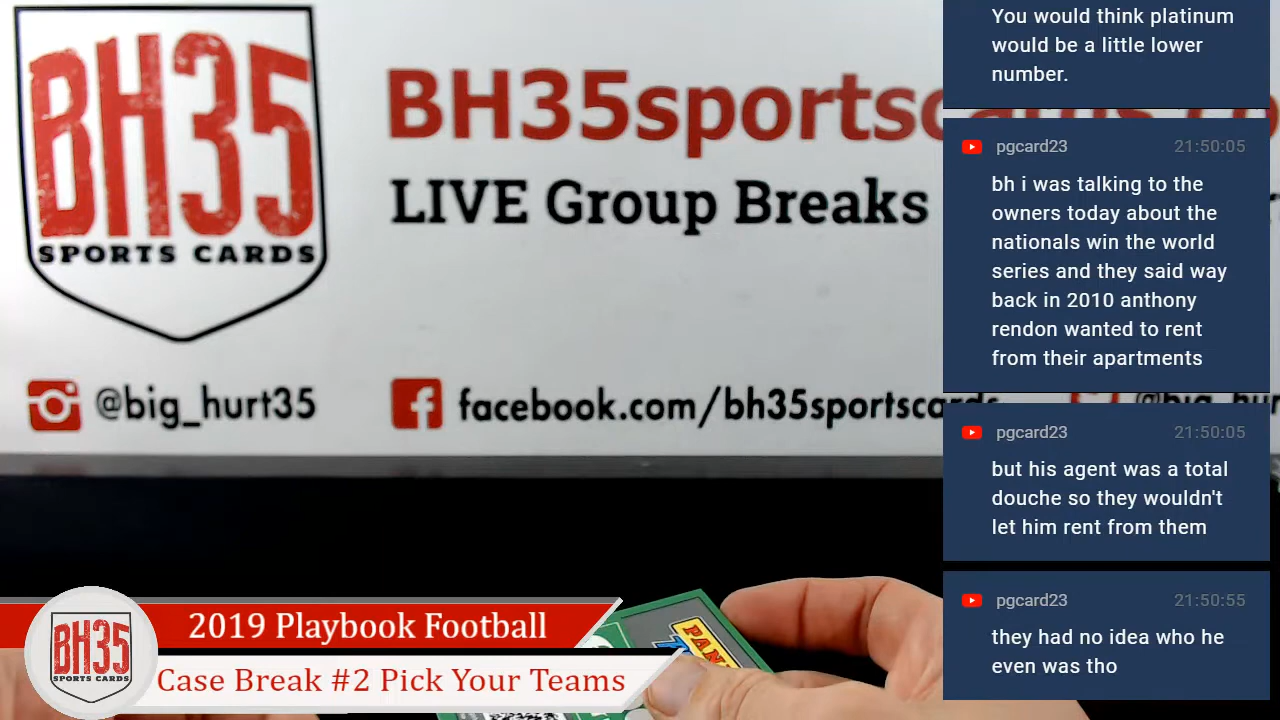 BH35
SPORTS CARDS
BH35sportscards.co
LIVE Group Breaks
@big_hurt35
facebook.com/bh35sportscards
@big_hur
You would think platinum
would be a little lower
number.
pgcard23 21:50:05
bh i was talking to the
owners today about the
nationals win the world
series and they said way
back in 2010 anthony
rendon wanted to rent
from their apartments
pgcard23 21:50:05
but his agent was a total
douche so they wouldn't
let him rent from them
pgcard23 21:50:55
they had no idea who he
even was tho
BH35
SPORTS CARDS
2019 Playbook Football
Case Break #2 Pick Your Teams
PANI